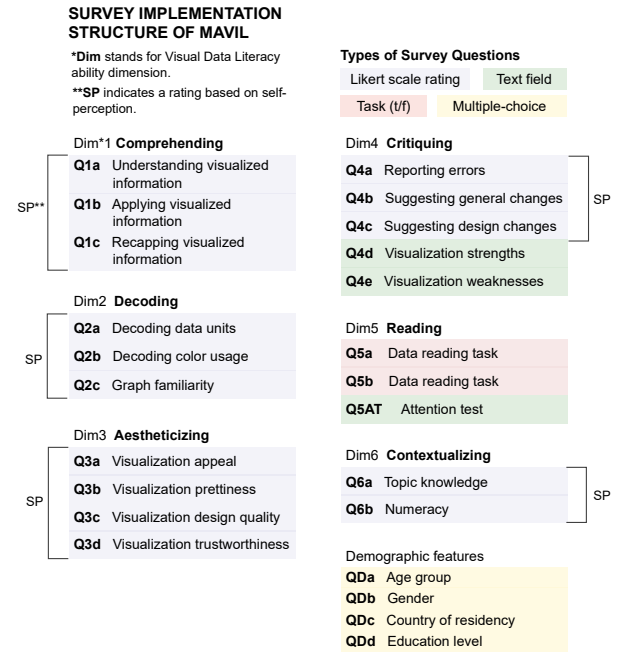 SURVEY IMPLEMENTATION
STRUCTURE OF MAVIL
*Dim stands for Visual Data Literacy
ability dimension.
**SP indicates a rating based on self-
perception.
Types of Survey Questions
Likert scale rating
Text field
Task (t/f)
Multiple-choice
Dim*1 Comprehending
SP**
Q1a Understanding visualized
information
Q1b Applying visualized
information
Q1c Recapping visualized
information
Dim2 Decoding
SP
Q2a Decoding data units
Q2b Decoding color usage
Q2c Graph familiarity
Dim3 Aestheticizing
SP
Q3a Visualization appeal
Q3b Visualization prettiness
Q3c Visualization design quality
Q3d Visualization trustworthiness
Dim4 Critiquing
Q4a Reporting errors
Q4b Suggesting general changes
Q4c Suggesting design changes
SP
Q4d Visualization strengths
Q4e Visualization weaknesses
Dim5 Reading
Q5a Data reading task
Q5b Data reading task
Q5AT Attention test
Dim6 Contextualizing
Q6a Topic knowledge
Q6b Numeracy
SP
Demographic features
QDa Age group
QDb Gender
QDc Country of residency
QDd Education level